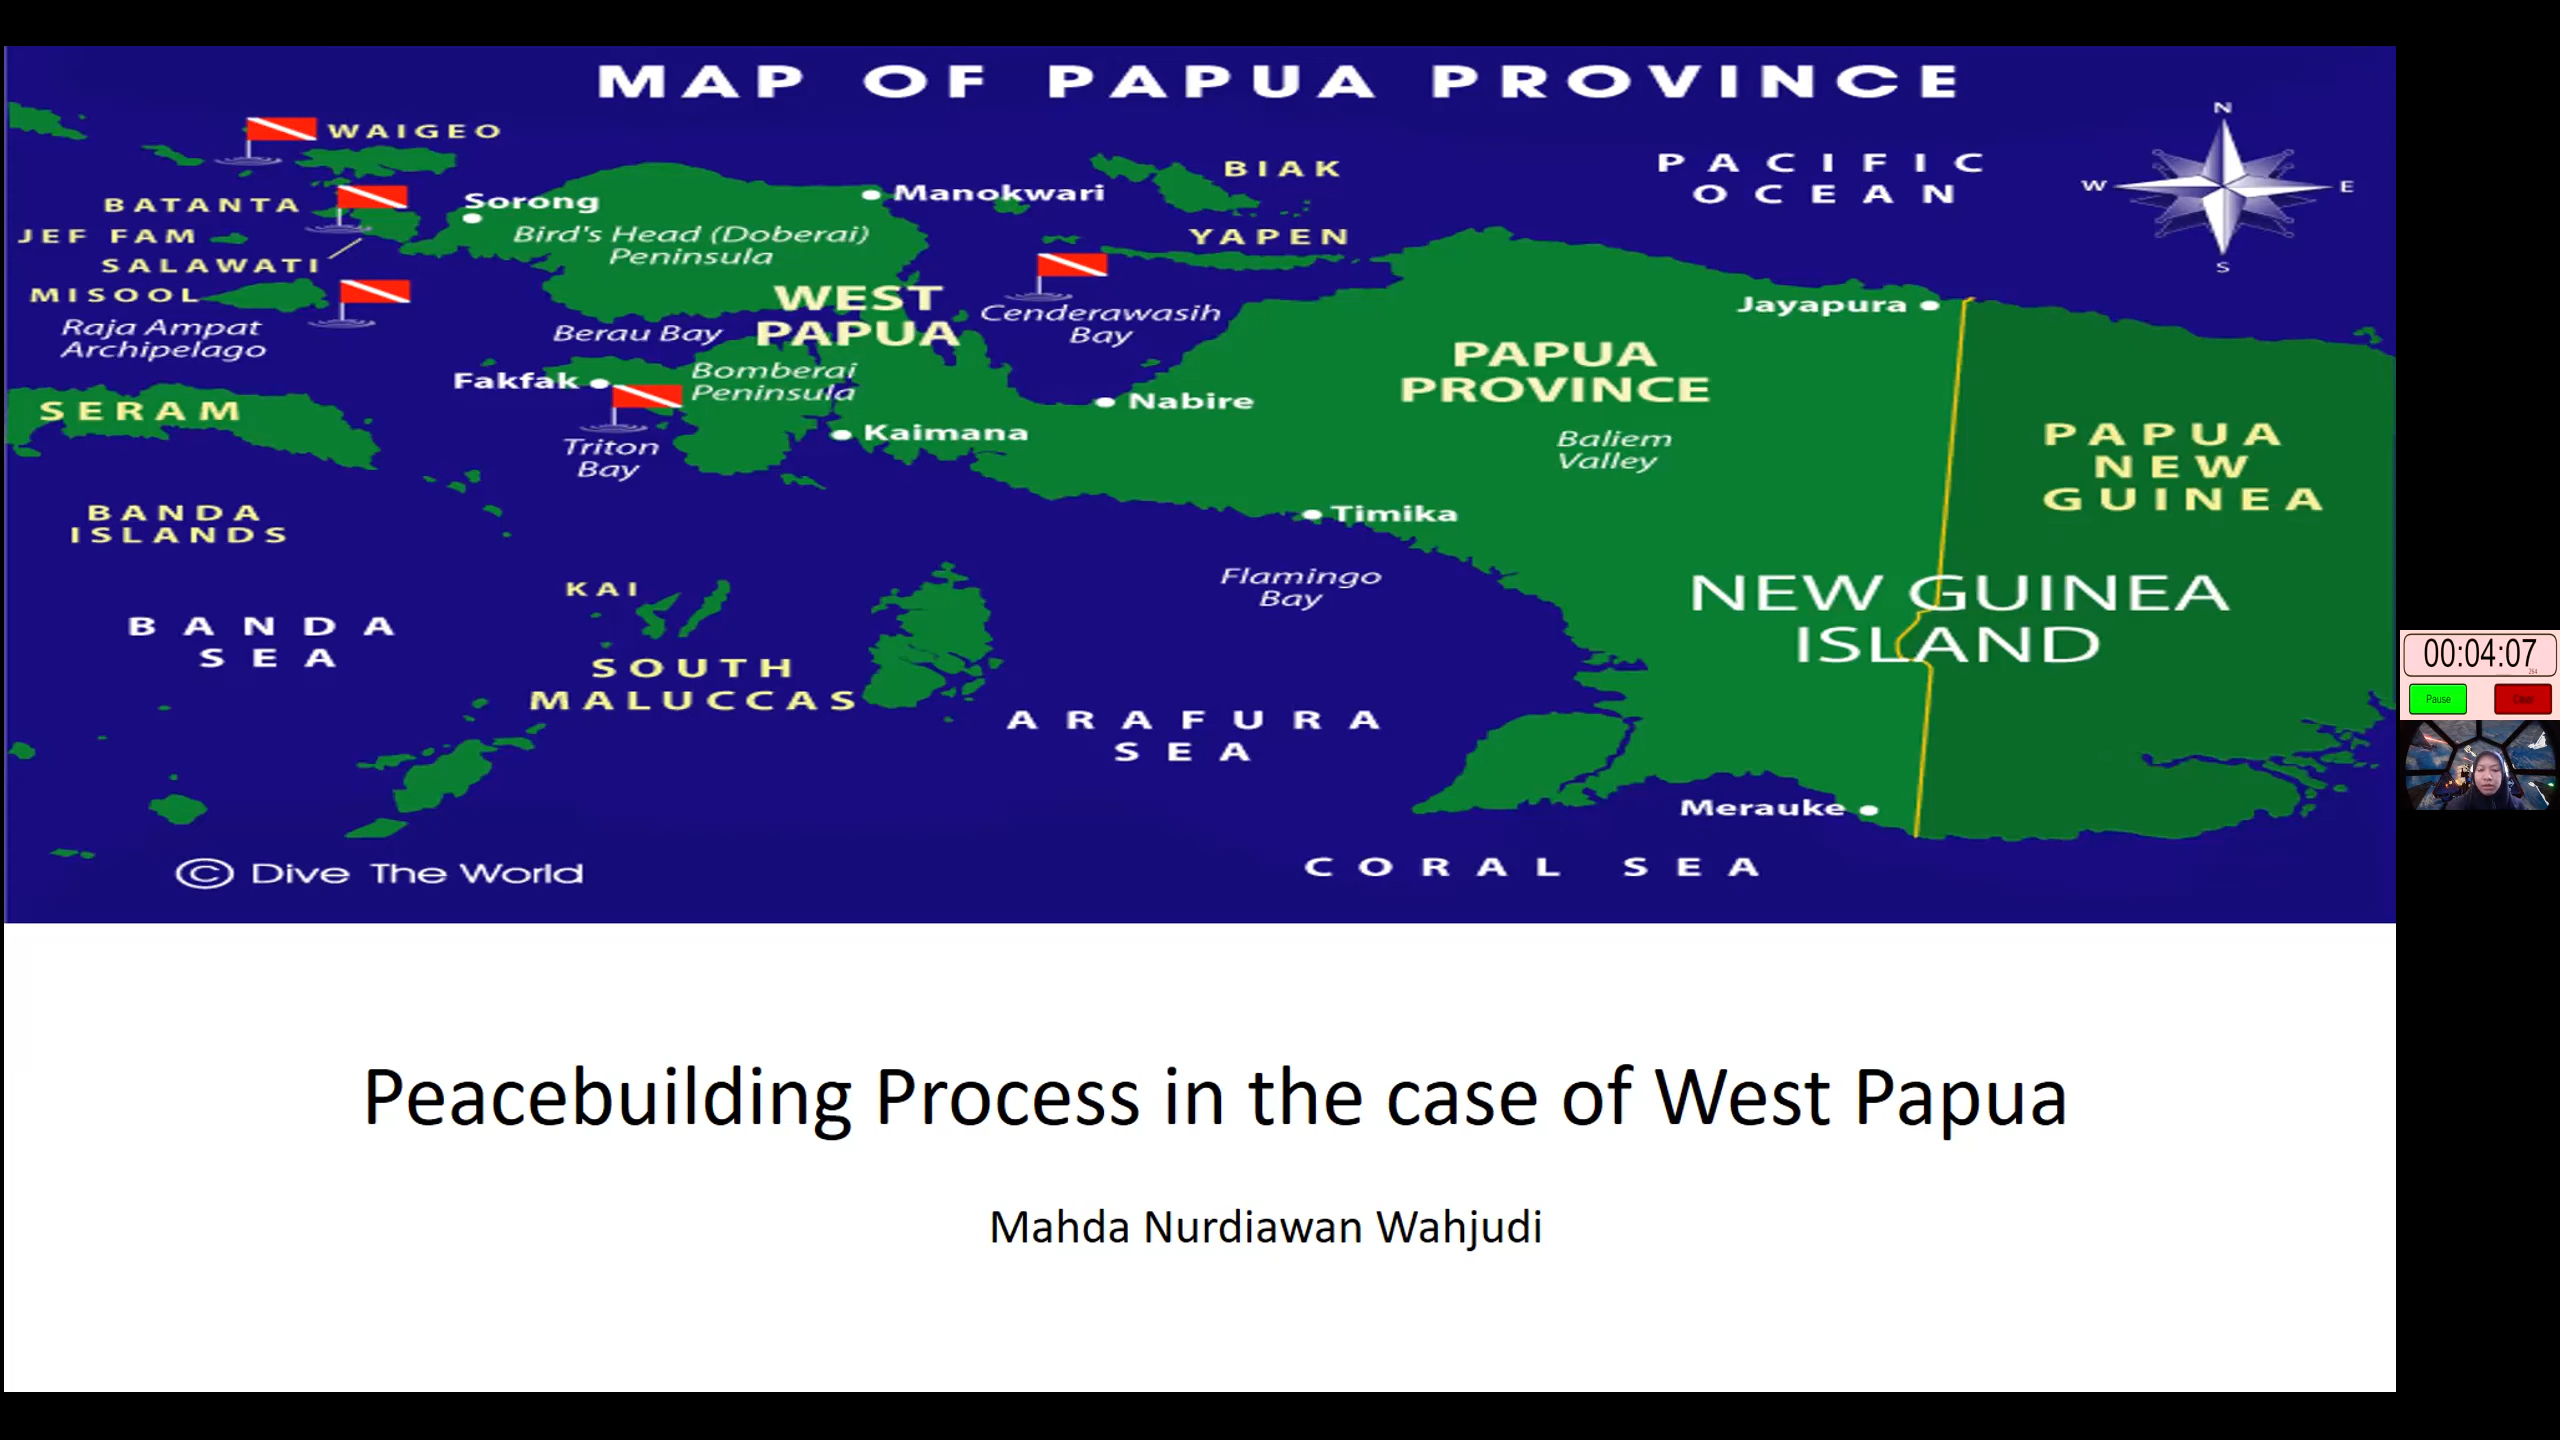 MAP OF PAPUA PROVINCE
N
W
E
S
WAIGEO
BATANTA
JEF FAM
SALAWATI
MISOOL
Raja Ampat
Archipelago
Sorong
Bird's Head (Doberai)
Peninsula
Manokwari
BIAK
YAPEN
PACIFIC
OCEAN
WEST
PAPUA
Cenderawasih
Bay
Berau Bay
Bomberai
Peninsula
Fakfak
Triton
Bay
Kaimana
Nabire
Jayapura
PAPUA
PROVINCE
Baliem
Valley
PAPUA
NEW
GUINEA
SERAM
BANDA
ISLANDS
Timika
Flamingo
Bay
NEW GUINEA
ISLAND
BANDA
SEA
KAI
SOUTH
MALUCCAS
ARAFURA
SEA
Merauke
CORAL SEA
© Dive The World
Peacebuilding Process in the case of West Papua
Mahda Nurdiawan Wahjudi
00:04:07
Pause